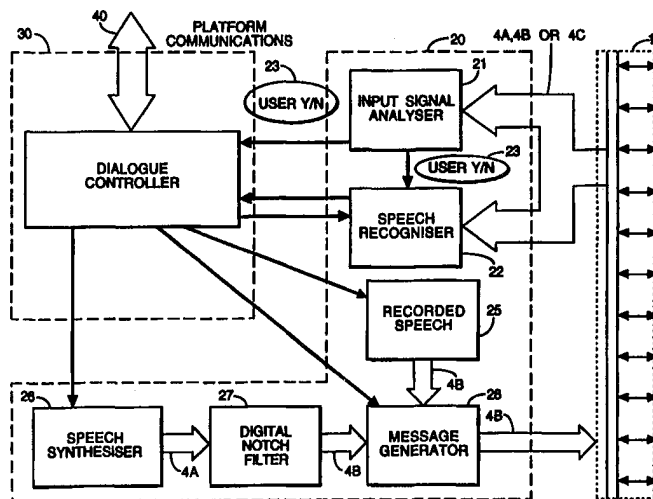 30
40
PLATFORM
COMMUNICATIONS
20
4A,4B OR 4C
23
USER Y/N
21
INPUT SIGNAL
ANALYSER
23
USER Y/N
DIALOGUE
CONTROLLER
SPEECH
RECOGNISER
22
RECORDED
SPEECH
25
4B
26
SPEECH
SYNTHESISER
4A
27
DIGITAL
NOTCH
FILTER
4B
28
MESSAGE
GENERATOR
4B